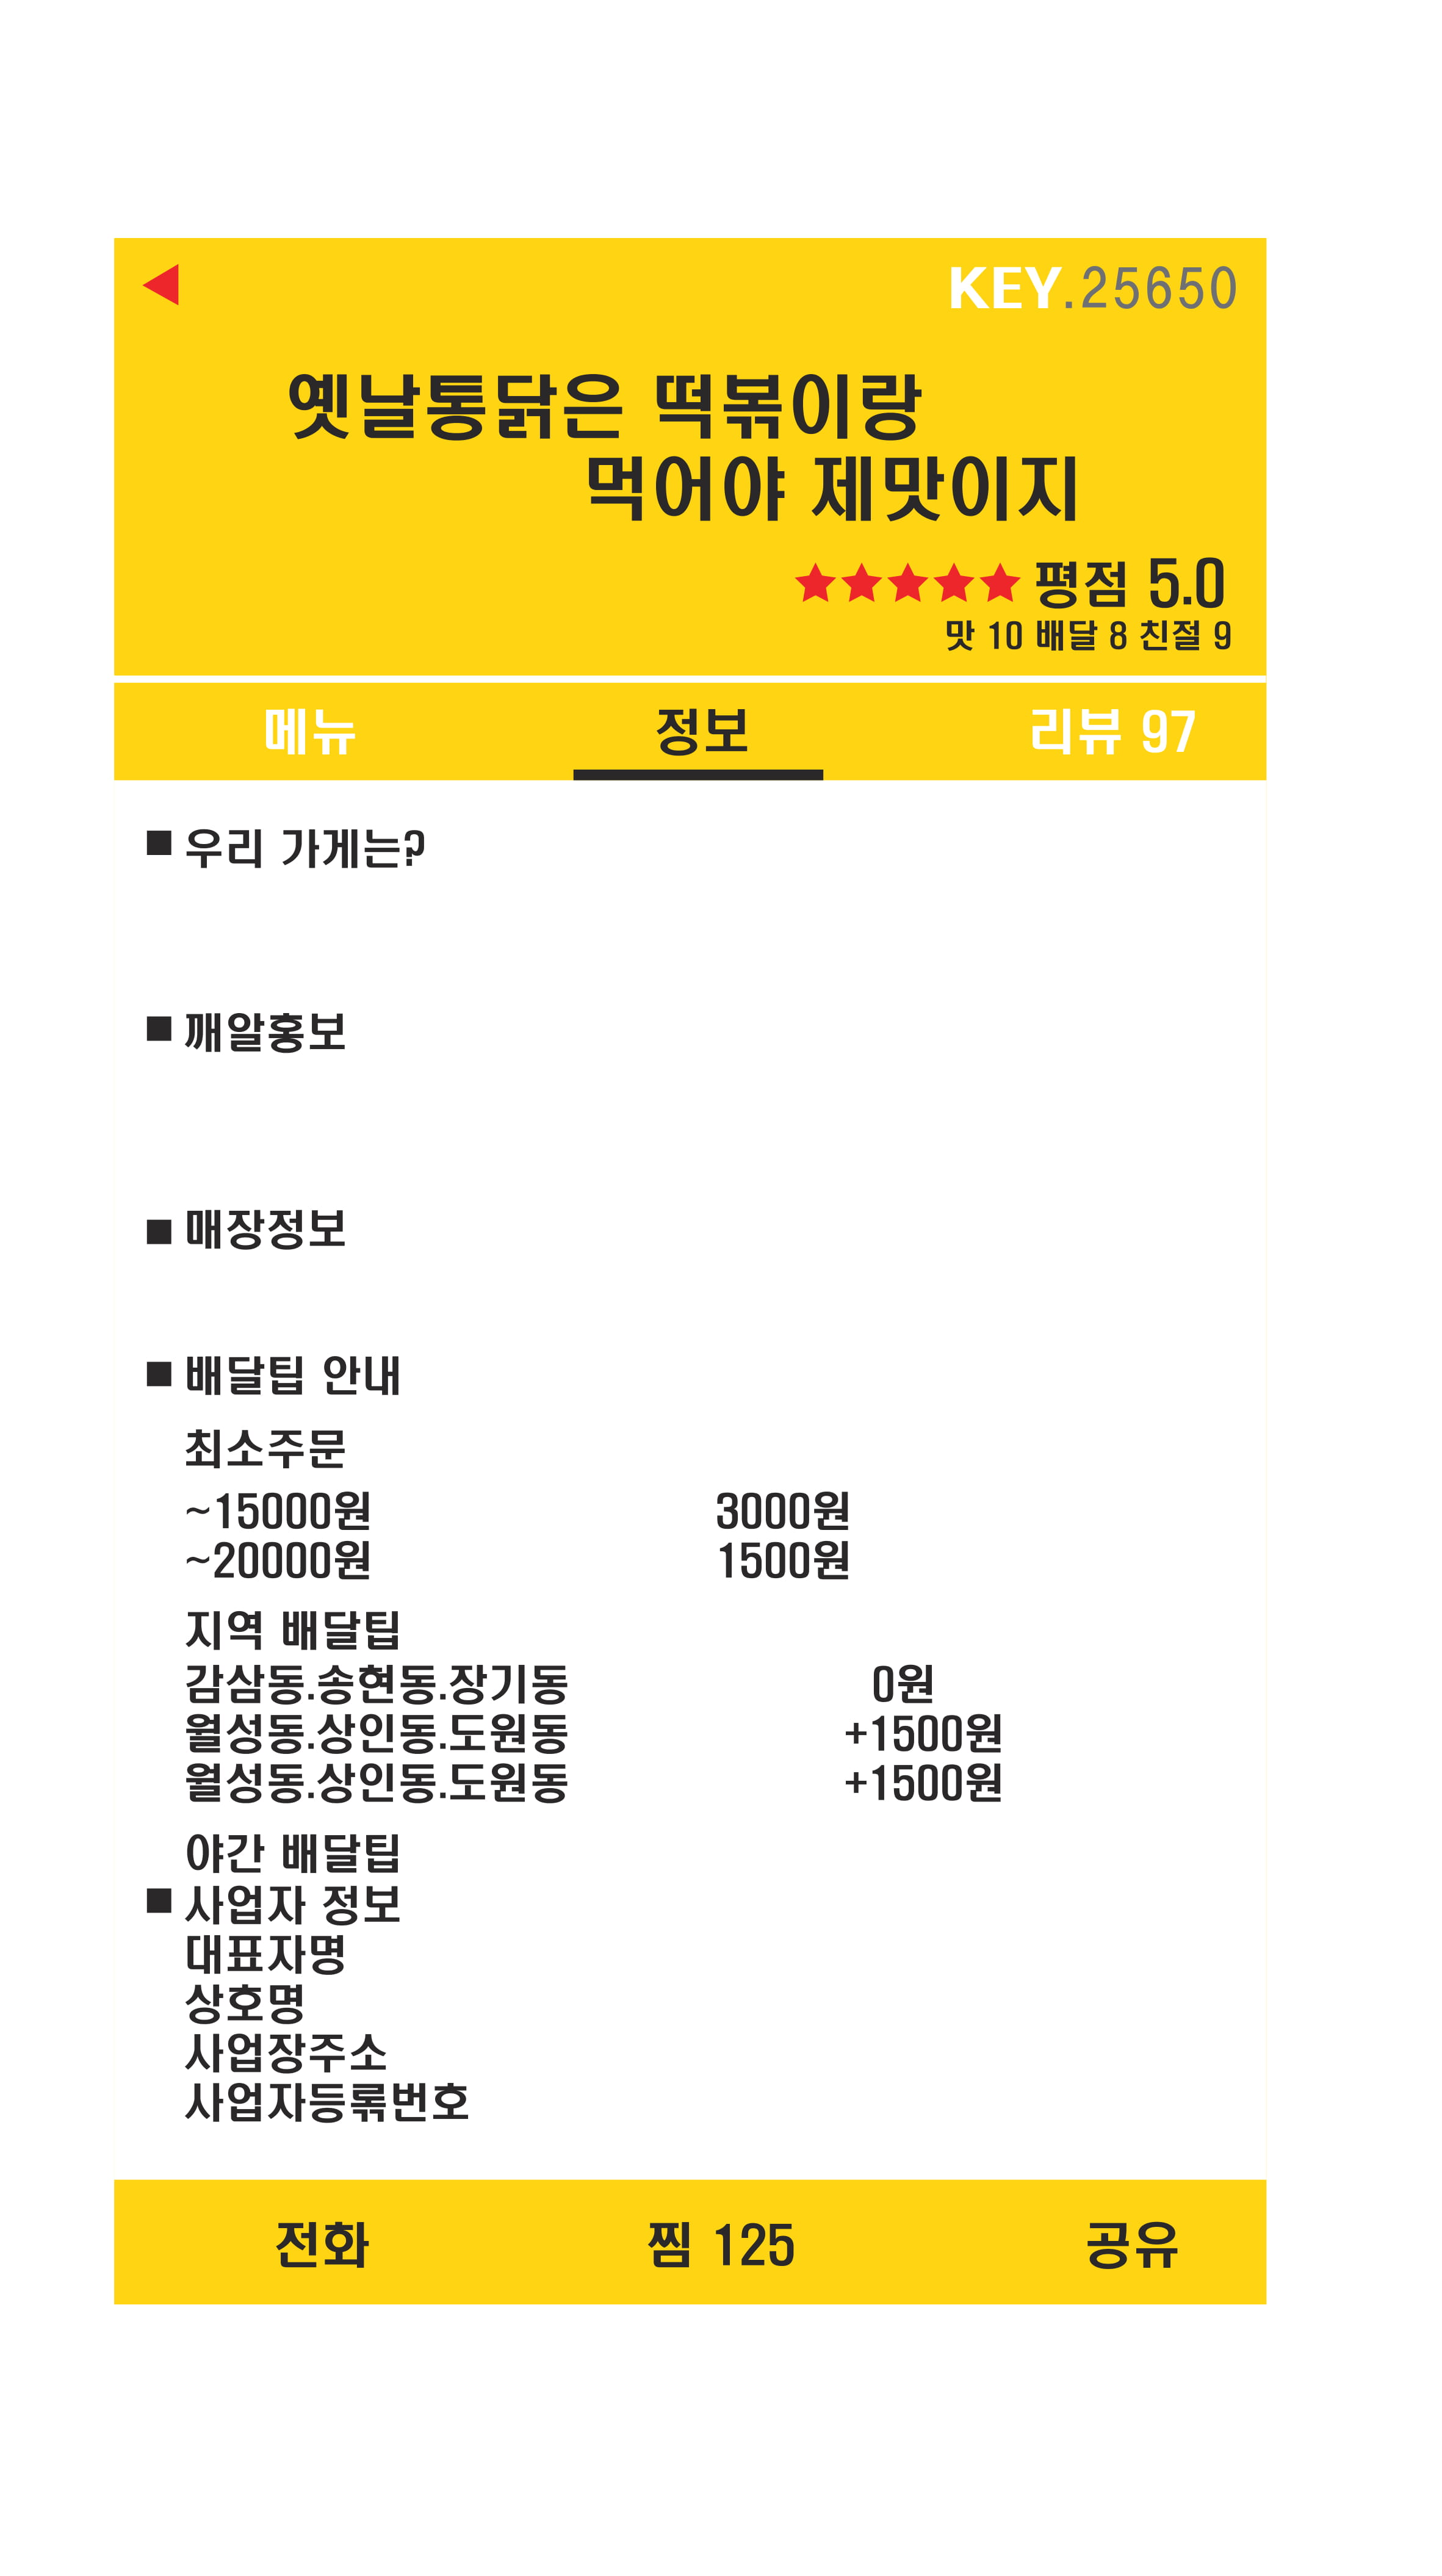 KEY.25650
옛날통닭은 떡볶이랑
먹어야 제맛이지
평점 5.0
맛 10 배달 8 친절 9
메뉴 정보 리뷰 97
■ 우리 가게는?
■ 깨알홍보
■ 매장정보
■ 배달팁 안내
최소주문
~15000원 3000원
~20000원 1500원
지역 배달팁
감삼동.송현동.장기동 0원
월성동.상인동.도원동 +1500원
월성동.상인동.도원동 +1500원
야간 배달팁
■ 사업자 정보
대표자명
상호명
사업장주소
사업자등록번호
전화 찜 125 공유